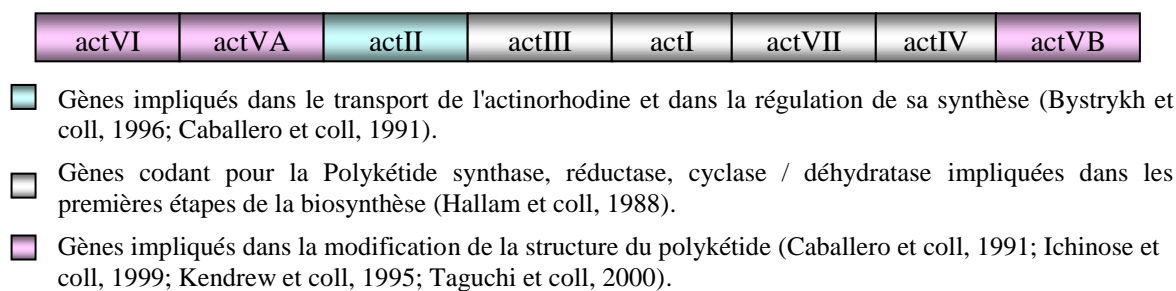 actVI actVA actII actIII actI actVII actIV actVB
Gènes impliqués dans le transport de l'actinorhodine et dans la régulation de sa synthèse (Bystrykh et
coll, 1996; Caballero et coll, 1991).
Gènes codant pour la Polykétide synthase, réductase, cyclase / déhydratase impliquées dans les
premières étapes de la biosynthèse (Hallam et coll, 1988).
Gènes impliqués dans la modification de la structure du polykétide (Caballero et coll, 1991; Ichinose et
coll, 1999; Kendrew et coll, 1995; Taguchi et coll, 2000).